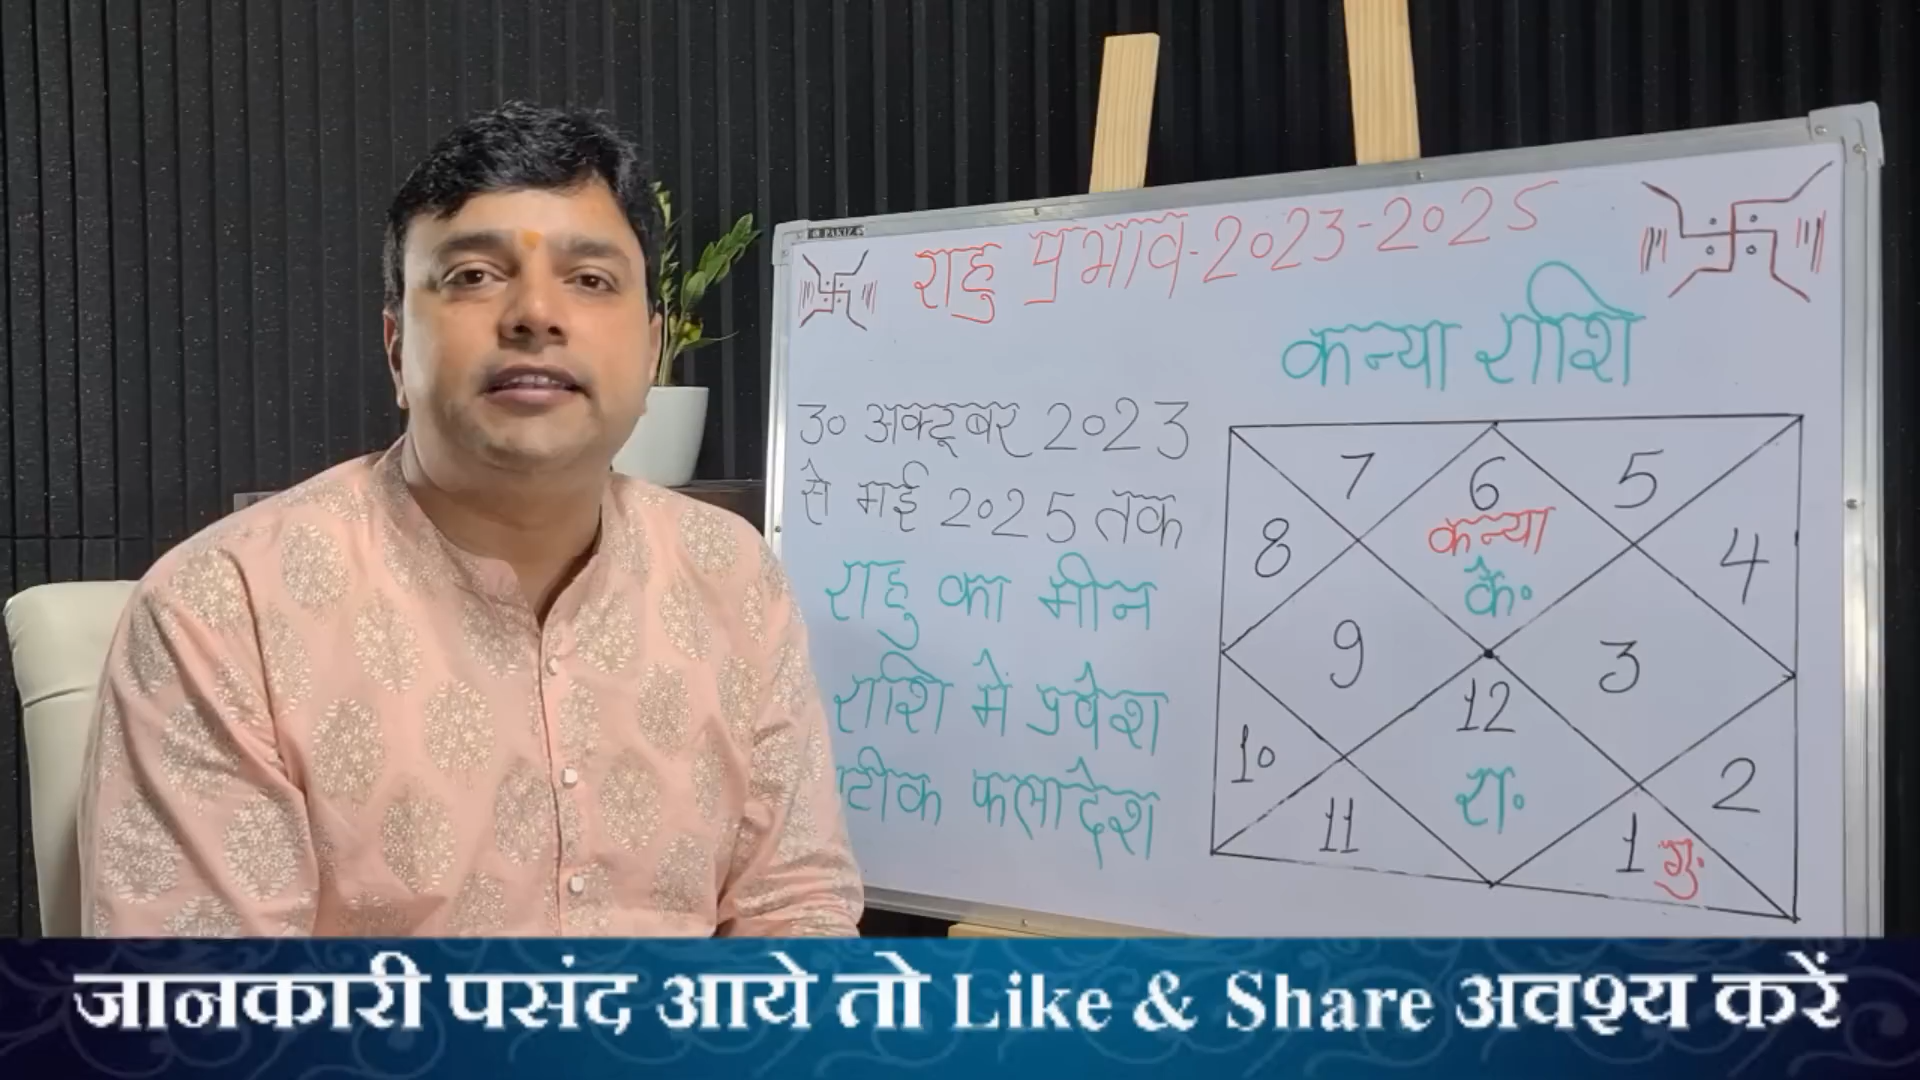 राहु प्रभाव-2023-2025
कन्या राशि
30 अक्टूबर 2023
से मई 2025 तक
राहु का मीन
राशि में प्रवेश
टीक फलादेश
7
6
5
कन्या
8
4
के॰
9
3
12
10
2
रा॰
11
1 गु॰
जानकारी पसंद आये तो Like & Share अवश्य करें